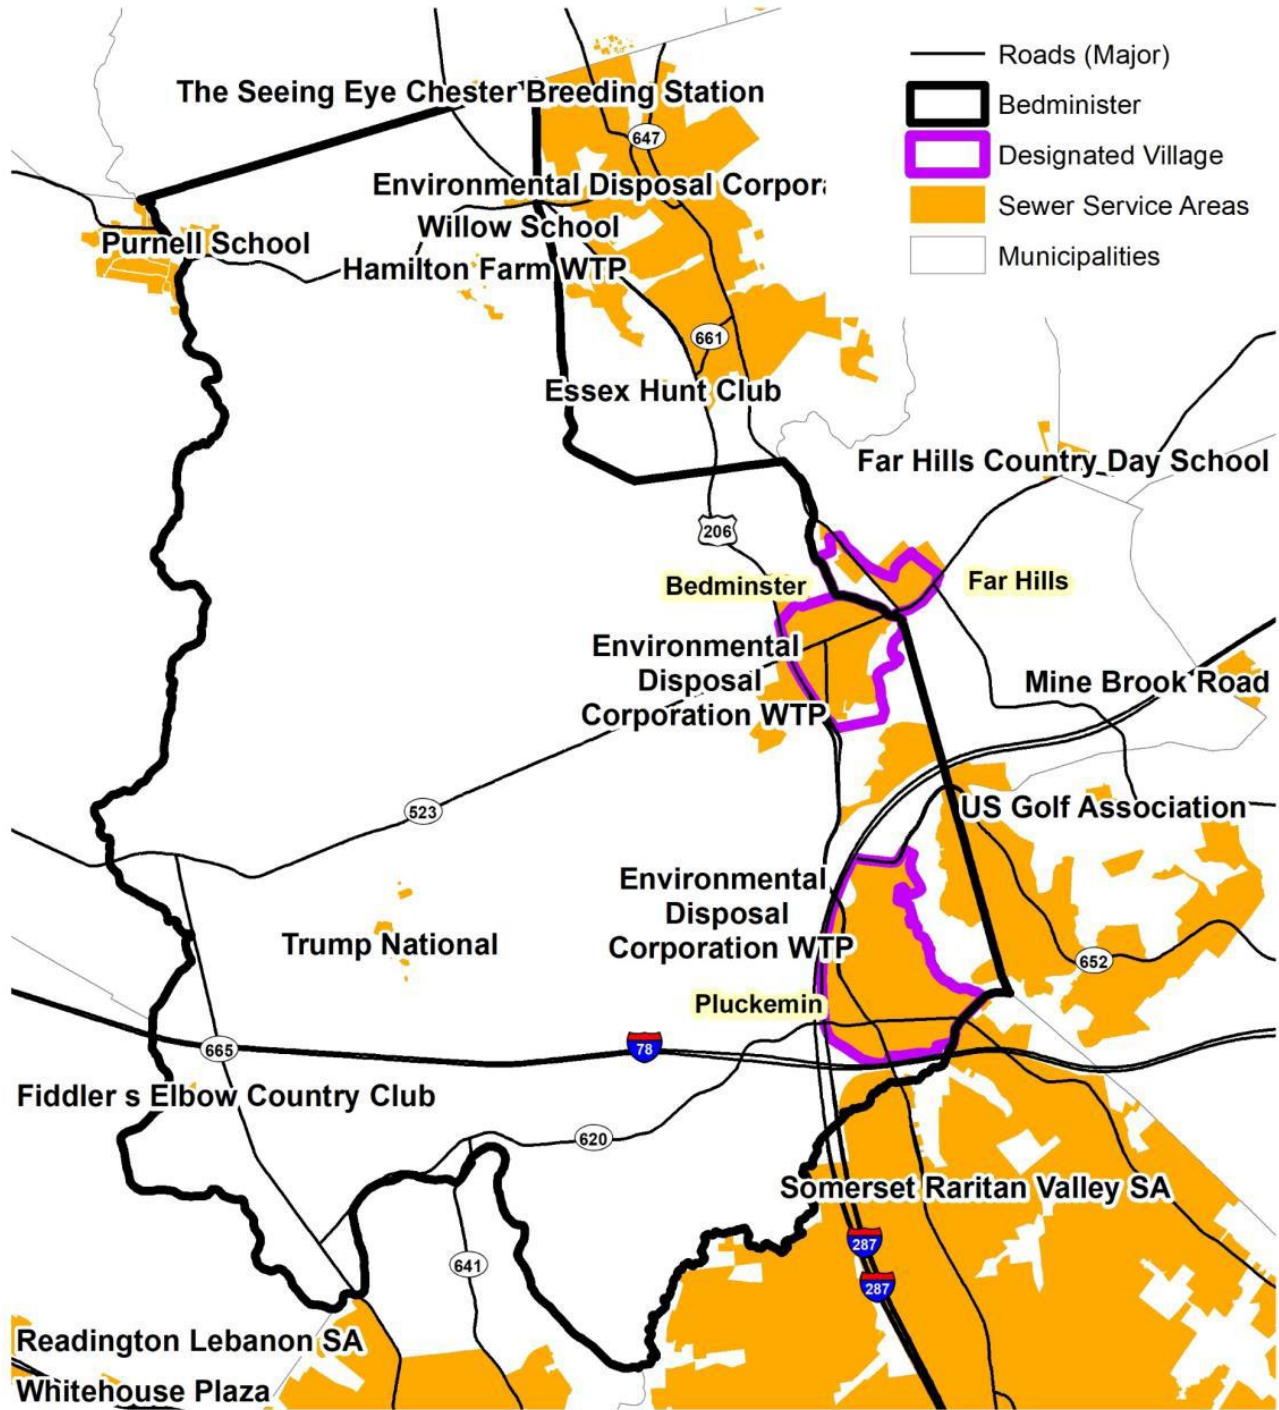 Roads (Major)
Bedminister
Designated Village
Sewer Service Areas
Municipalities
The Seeing Eye Chester Breeding Station
647
Environmental Disposal Corpora
Willow School
Purnell School
Hamilton Farm WTP
661
Essex Hunt Club
Far Hills Country Day School
206
Bedminster
Far Hills
Environmental
Disposal
Corporation WTP
Mine Brook Road
523
US Golf Association
Environmental
Disposal
Corporation WTP
Trump National
652
Pluckemin
665
78
Fiddler s Elbow Country Club
620
Somerset Raritan Valley SA
287
641
287
Readington Lebanon SA
Whitehouse Plaza